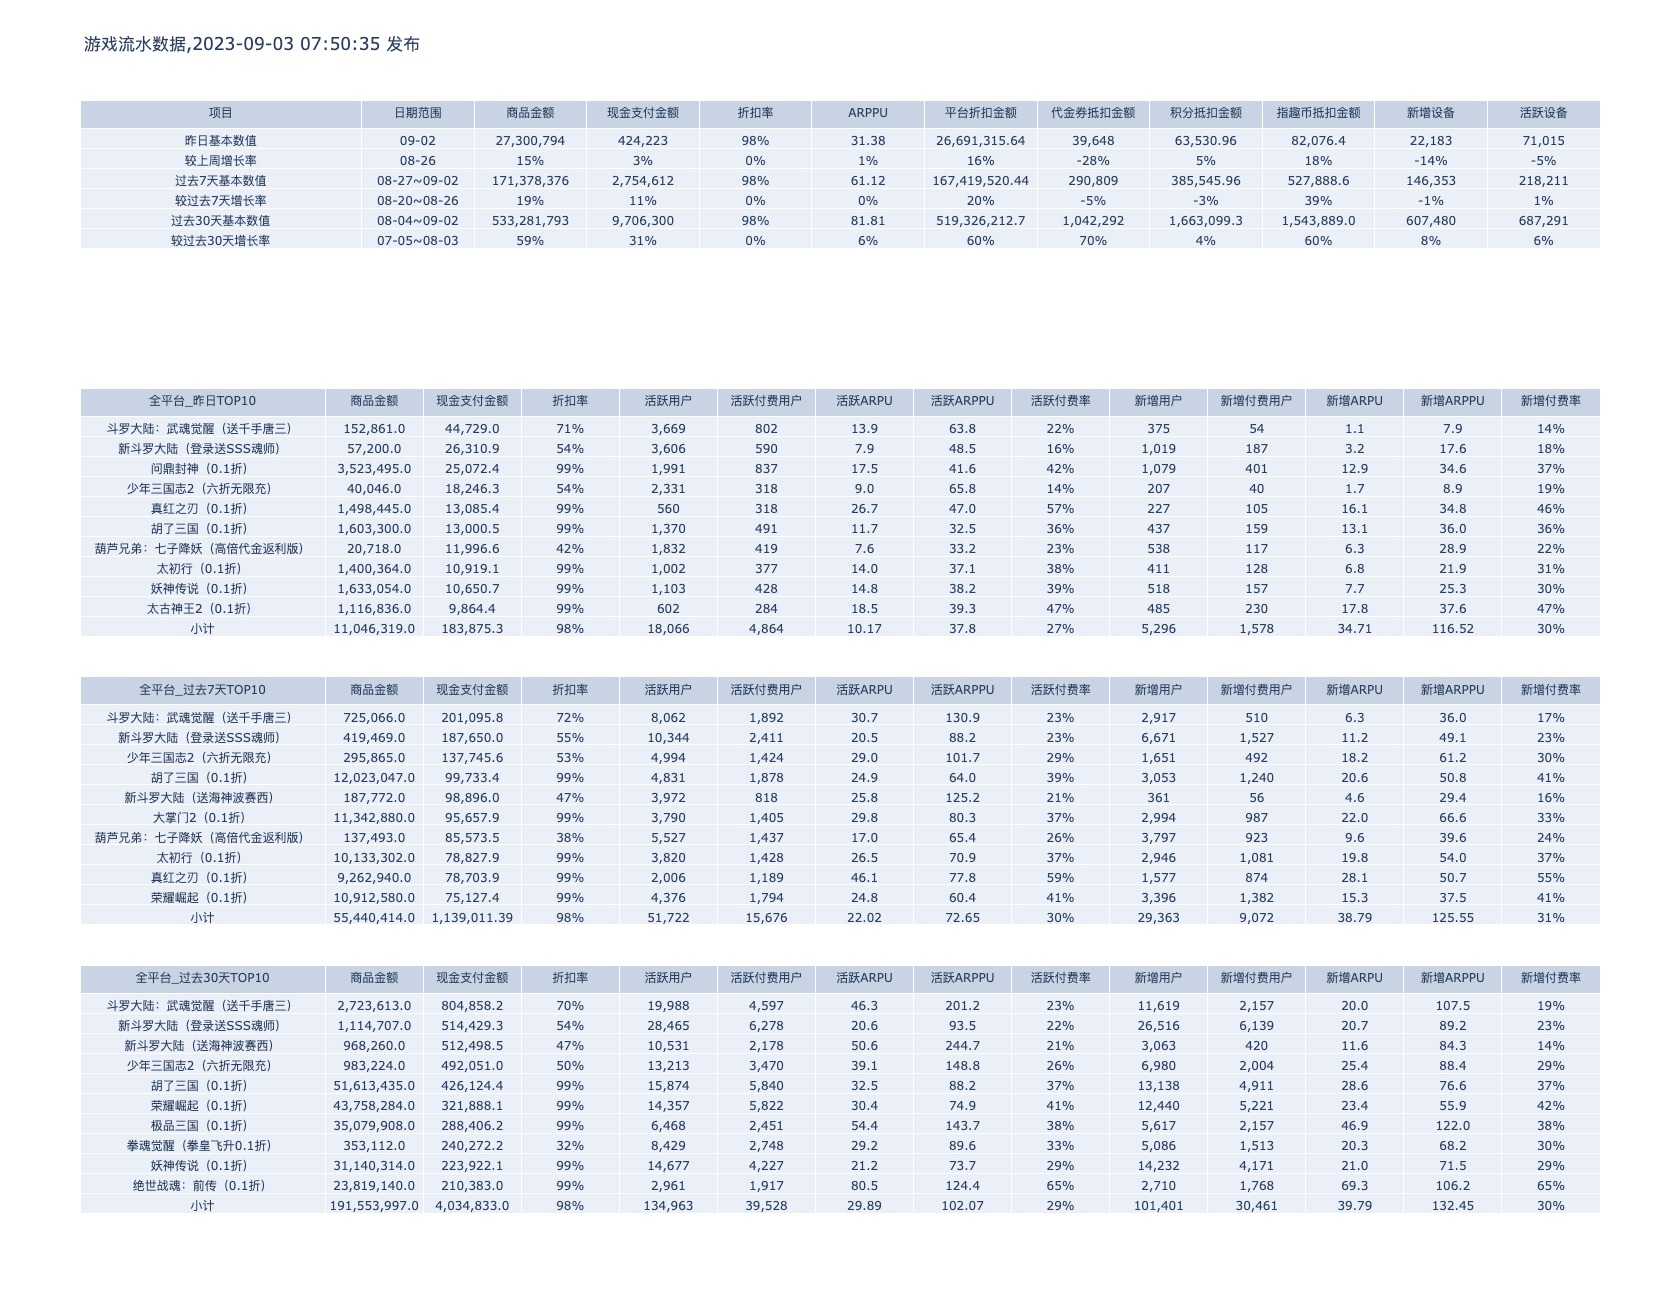 游戏流水数据,2023-09-03 07:50:35 发布
项目 日期范围 商品金额 现金支付金额 折扣率 ARPPU 平台折扣金额 代金券抵扣金额 积分抵扣金额 指趣币抵扣金额 新增设备 活跃设备
昨日基本数值 09-02 27,300,794 424,223 98% 31.38 26,691,315.64 39,648 63,530.96 82,076.4 22,183 71,015
较上周增长率 08-26 15% 3% 0% 1% 16% -28% 5% 18% -14% -5%
过去7天基本数值 08-27~09-02 171,378,376 2,754,612 98% 61.12 167,419,520.44 290,809 385,545.96 527,888.6 146,353 218,211
较过去7天增长率 08-20~08-26 19% 11% 0% 0% 20% -5% -3% 39% -1% 1%
过去30天基本数值 08-04~09-02 533,281,793 9,706,300 98% 81.81 519,326,212.7 1,042,292 1,663,099.3 1,543,889.0 607,480 687,291
较过去30天增长率 07-05~08-03 59% 31% 0% 6% 60% 70% 4% 60% 8% 6%
全平台_昨日TOP10 商品金额 现金支付金额 折扣率 活跃用户 活跃付费用户 活跃ARPU 活跃ARPPU 活跃付费率 新增用户 新增付费用户 新增ARPU 新增ARPPU 新增付费率
斗罗大陆：武魂觉醒（送千手唐三） 152,861.0 44,729.0 71% 3,669 802 13.9 63.8 22% 375 54 1.1 7.9 14%
新斗罗大陆（登录送SSS魂师） 57,200.0 26,310.9 54% 3,606 590 7.9 48.5 16% 1,019 187 3.2 17.6 18%
问鼎封神（0.1折） 3,523,495.0 25,072.4 99% 1,991 837 17.5 41.6 42% 1,079 401 12.9 34.6 37%
少年三国志2（六折无限充） 40,046.0 18,246.3 54% 2,331 318 9.0 65.8 14% 207 40 1.7 8.9 19%
真红之刃（0.1折） 1,498,445.0 13,085.4 99% 560 318 26.7 47.0 57% 227 105 16.1 34.8 46%
胡了三国（0.1折） 1,603,300.0 13,000.5 99% 1,370 491 11.7 32.5 36% 437 159 13.1 36.0 36%
葫芦兄弟：七子降妖（高倍代金返利版） 20,718.0 11,996.6 42% 1,832 419 7.6 33.2 23% 538 117 6.3 28.9 22%
太初行（0.1折） 1,400,364.0 10,919.1 99% 1,002 377 14.0 37.1 38% 411 128 6.8 21.9 31%
妖神传说（0.1折） 1,633,054.0 10,650.7 99% 1,103 428 14.8 38.2 39% 518 157 7.7 25.3 30%
太古神王2（0.1折） 1,116,836.0 9,864.4 99% 602 284 18.5 39.3 47% 485 230 17.8 37.6 47%
小计 11,046,319.0 183,875.3 98% 18,066 4,864 10.17 37.8 27% 5,296 1,578 34.71 116.52 30%
全平台_过去7天TOP10 商品金额 现金支付金额 折扣率 活跃用户 活跃付费用户 活跃ARPU 活跃ARPPU 活跃付费率 新增用户 新增付费用户 新增ARPU 新增ARPPU 新增付费率
斗罗大陆：武魂觉醒（送千手唐三） 725,066.0 201,095.8 72% 8,062 1,892 30.7 130.9 23% 2,917 510 6.3 36.0 17%
新斗罗大陆（登录送SSS魂师） 419,469.0 187,650.0 55% 10,344 2,411 20.5 88.2 23% 6,671 1,527 11.2 49.1 23%
少年三国志2（六折无限充） 295,865.0 137,745.6 53% 4,994 1,424 29.0 101.7 29% 1,651 492 18.2 61.2 30%
胡了三国（0.1折） 12,023,047.0 99,733.4 99% 4,831 1,878 24.9 64.0 39% 3,053 1,240 20.6 50.8 41%
新斗罗大陆（送海神波赛西） 187,772.0 98,896.0 47% 3,972 818 25.8 125.2 21% 361 56 4.6 29.4 16%
大掌门2（0.1折） 11,342,880.0 95,657.9 99% 3,790 1,405 29.8 80.3 37% 2,994 987 22.0 66.6 33%
葫芦兄弟：七子降妖（高倍代金返利版） 137,493.0 85,573.5 38% 5,527 1,437 17.0 65.4 26% 3,797 923 9.6 39.6 24%
太初行（0.1折） 10,133,302.0 78,827.9 99% 3,820 1,428 26.5 70.9 37% 2,946 1,081 19.8 54.0 37%
真红之刃（0.1折） 9,262,940.0 78,703.9 99% 2,006 1,189 46.1 77.8 59% 1,577 874 28.1 50.7 55%
荣耀崛起（0.1折） 10,912,580.0 75,127.4 99% 4,376 1,794 24.8 60.4 41% 3,396 1,382 15.3 37.5 41%
小计 55,440,414.0 1,139,011.39 98% 51,722 15,676 22.02 72.65 30% 29,363 9,072 38.79 125.55 31%
全平台_过去30天TOP10 商品金额 现金支付金额 折扣率 活跃用户 活跃付费用户 活跃ARPU 活跃ARPPU 活跃付费率 新增用户 新增付费用户 新增ARPU 新增ARPPU 新增付费率
斗罗大陆：武魂觉醒（送千手唐三） 2,723,613.0 804,858.2 70% 19,988 4,597 46.3 201.2 23% 11,619 2,157 20.0 107.5 19%
新斗罗大陆（登录送SSS魂师） 1,114,707.0 514,429.3 54% 28,465 6,278 20.6 93.5 22% 26,516 6,139 20.7 89.2 23%
新斗罗大陆（送海神波赛西） 968,260.0 512,498.5 47% 10,531 2,178 50.6 244.7 21% 3,063 420 11.6 84.3 14%
少年三国志2（六折无限充） 983,224.0 492,051.0 50% 13,213 3,470 39.1 148.8 26% 6,980 2,004 25.4 88.4 29%
胡了三国（0.1折） 51,613,435.0 426,124.4 99% 15,874 5,840 32.5 88.2 37% 13,138 4,911 28.6 76.6 37%
荣耀崛起（0.1折） 43,758,284.0 321,888.1 99% 14,357 5,822 30.4 74.9 41% 12,440 5,221 23.4 55.9 42%
极品三国（0.1折） 35,079,908.0 288,406.2 99% 6,468 2,451 54.4 143.7 38% 5,617 2,157 46.9 122.0 38%
拳魂觉醒（拳皇飞升0.1折） 353,112.0 240,272.2 32% 8,429 2,748 29.2 89.6 33% 5,086 1,513 20.3 68.2 30%
妖神传说（0.1折） 31,140,314.0 223,922.1 99% 14,677 4,227 21.2 73.7 29% 14,232 4,171 21.0 71.5 29%
绝世战魂：前传（0.1折） 23,819,140.0 210,383.0 99% 2,961 1,917 80.5 124.4 65% 2,710 1,768 69.3 106.2 65%
小计 191,553,997.0 4,034,833.0 98% 134,963 39,528 29.89 102.07 29% 101,401 30,461 39.79 132.45 30%